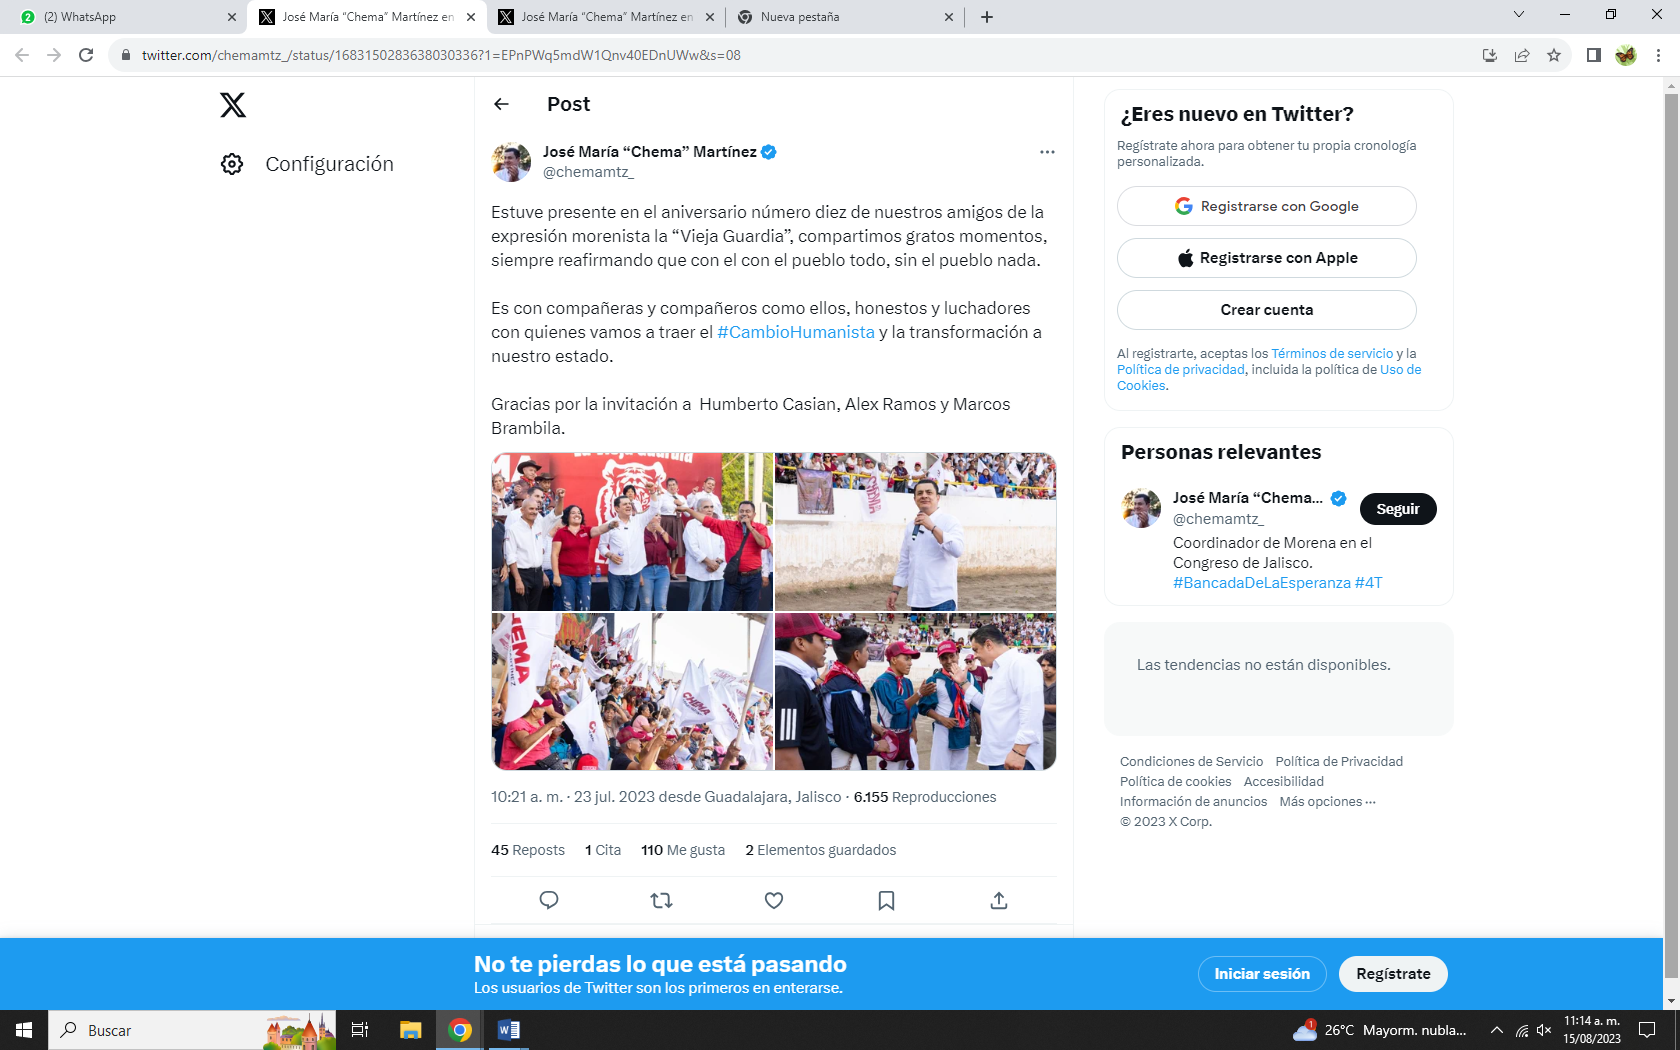 (2) WhatsApp
José María “Chema” Martínez en
José María “Chema” Martínez en
Nueva pestaña
twitter.com/chemamtz_/status/1683150283638030336?1=EPnPWq5mdW1Qnv40EDnUWw&s=08
Configuración
Post
José María “Chema” Martínez
@chemamtz_
Estuve presente en el aniversario número diez de nuestros amigos de la
expresión morenista la “Vieja Guardia”, compartimos gratos momentos,
siempre reafirmando que con el con el pueblo todo, sin el pueblo nada.
Es con compañeras y compañeros como ellos, honestos y luchadores
con quienes vamos a traer el #CambioHumanista y la transformación a
nuestro estado.
Gracias por la invitación a  Humberto Casian, Alex Ramos y Marcos
Brambila.
CHEMA
10:21 a. m. · 23 jul. 2023 desde Guadalajara, Jalisco · 6.155 Reproducciones
45 Reposts 1 Cita 110 Me gusta 2 Elementos guardados
¿Eres nuevo en Twitter?
Regístrate ahora para obtener tu propia cronología
personalizada.
Registrarse con Google
Registrarse con Apple
Crear cuenta
Al registrarte, aceptas los Términos de servicio y la
Política de privacidad, incluida la política de Uso de
Cookies.
Personas relevantes
José María “Chema...
@chemamtz_
Seguir
Coordinador de Morena en el
Congreso de Jalisco.
#BancadaDeLaEsperanza #4T
Las tendencias no están disponibles.
Condiciones de Servicio Política de Privacidad
Política de cookies Accesibilidad
Información de anuncios Más opciones ···
© 2023 X Corp.
No te pierdas lo que está pasando
Los usuarios de Twitter son los primeros en enterarse.
Iniciar sesión
Regístrate
Buscar
1
26°C Mayorm. nubla...
11:14 a. m.
15/08/2023